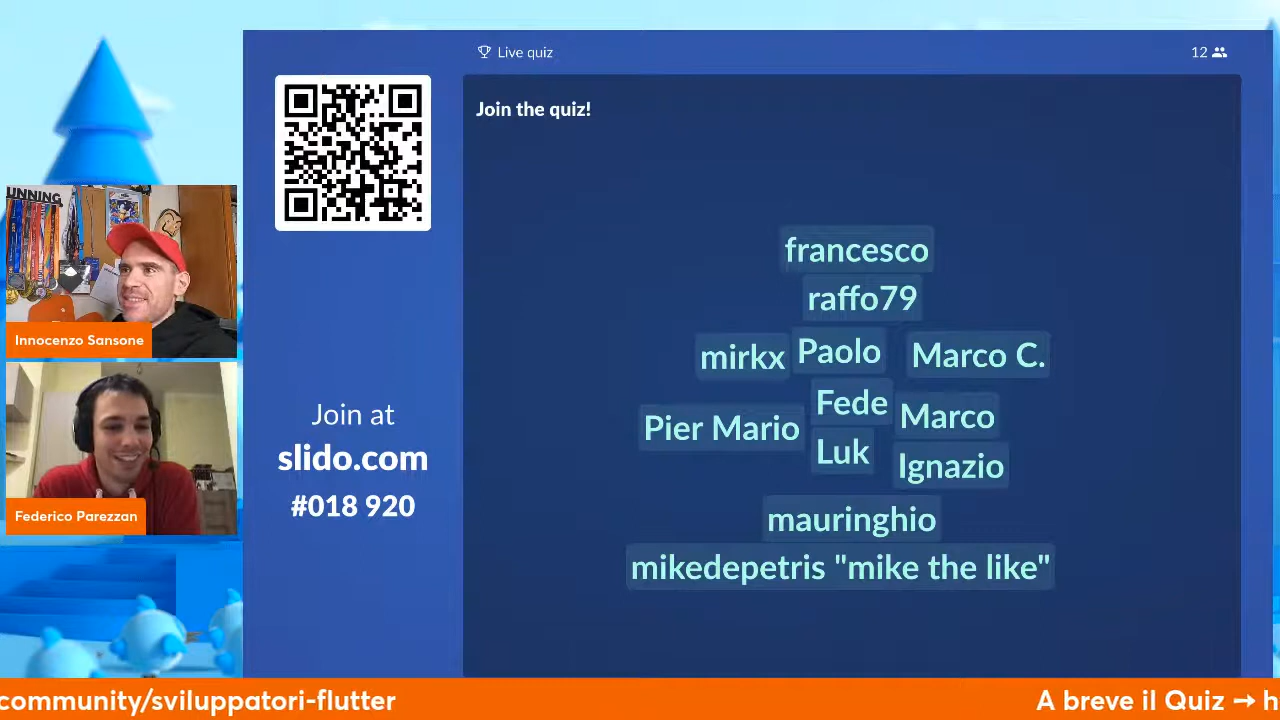 Live quiz
12
Join the quiz!
UNNING
Innocenzo Sansone
Federico Parezzan
Join at
slido.com
#018 920
francesco
raffo79
mirkx
Paolo
Marco C.
Fede
Pier Mario
Marco
Luk
Ignazio
mauringhio
mikedepetris "mike the like"
community/sviluppatori-flutter
A breve il Quiz → h